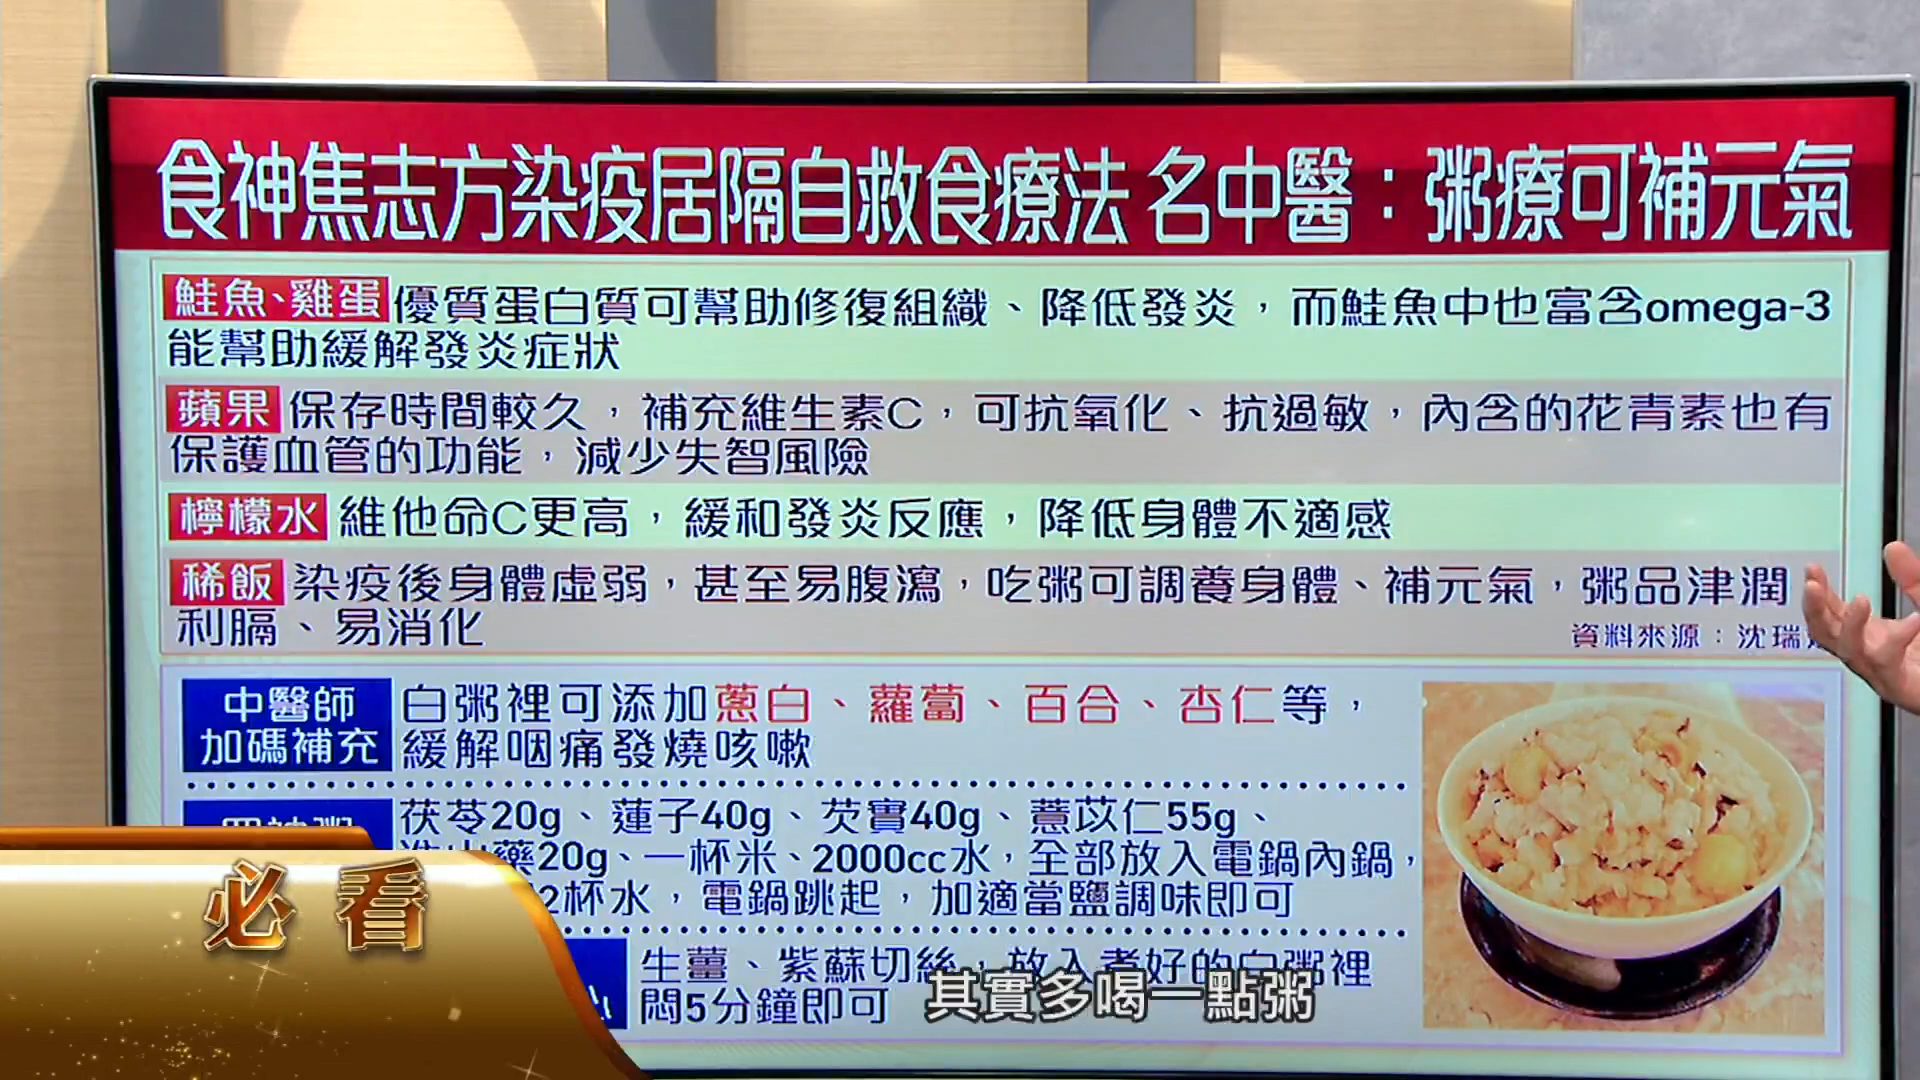 食神焦志方染疫居隔自救食療法 名中醫：粥療可補元氣
鮭魚、雞蛋 優質蛋白質可幫助修復組織、降低發炎，而鮭魚中也富含omega-3
能幫助緩解發炎症狀
蘋果 保存時間較久，補充維生素C，可抗氧化、抗過敏，內含的花青素也有
保護血管的功能，減少失智風險
檸檬水 維他命C更高，緩和發炎反應，降低身體不適感
稀飯 染疫後身體虛弱，甚至易腹瀉，吃粥可調養身體、補元氣，粥品津潤
利膈、易消化
資料來源：沈瑞
中醫師
加碼補充
白粥裡可添加蔥白、蘿蔔、百合、杏仁等，
緩解咽痛發燒咳嗽
四神粥
茯苓20g、蓮子40g、芡實40g、薏苡仁55g、
淮山藥20g、一杯米、2000cc水，全部放入電鍋內鍋，
2杯水，電鍋跳起，加適當鹽調味即可
生薑、紫蘇切絲，放入煮好的白粥裡
悶5分鐘即可
必看
其實多喝一點粥